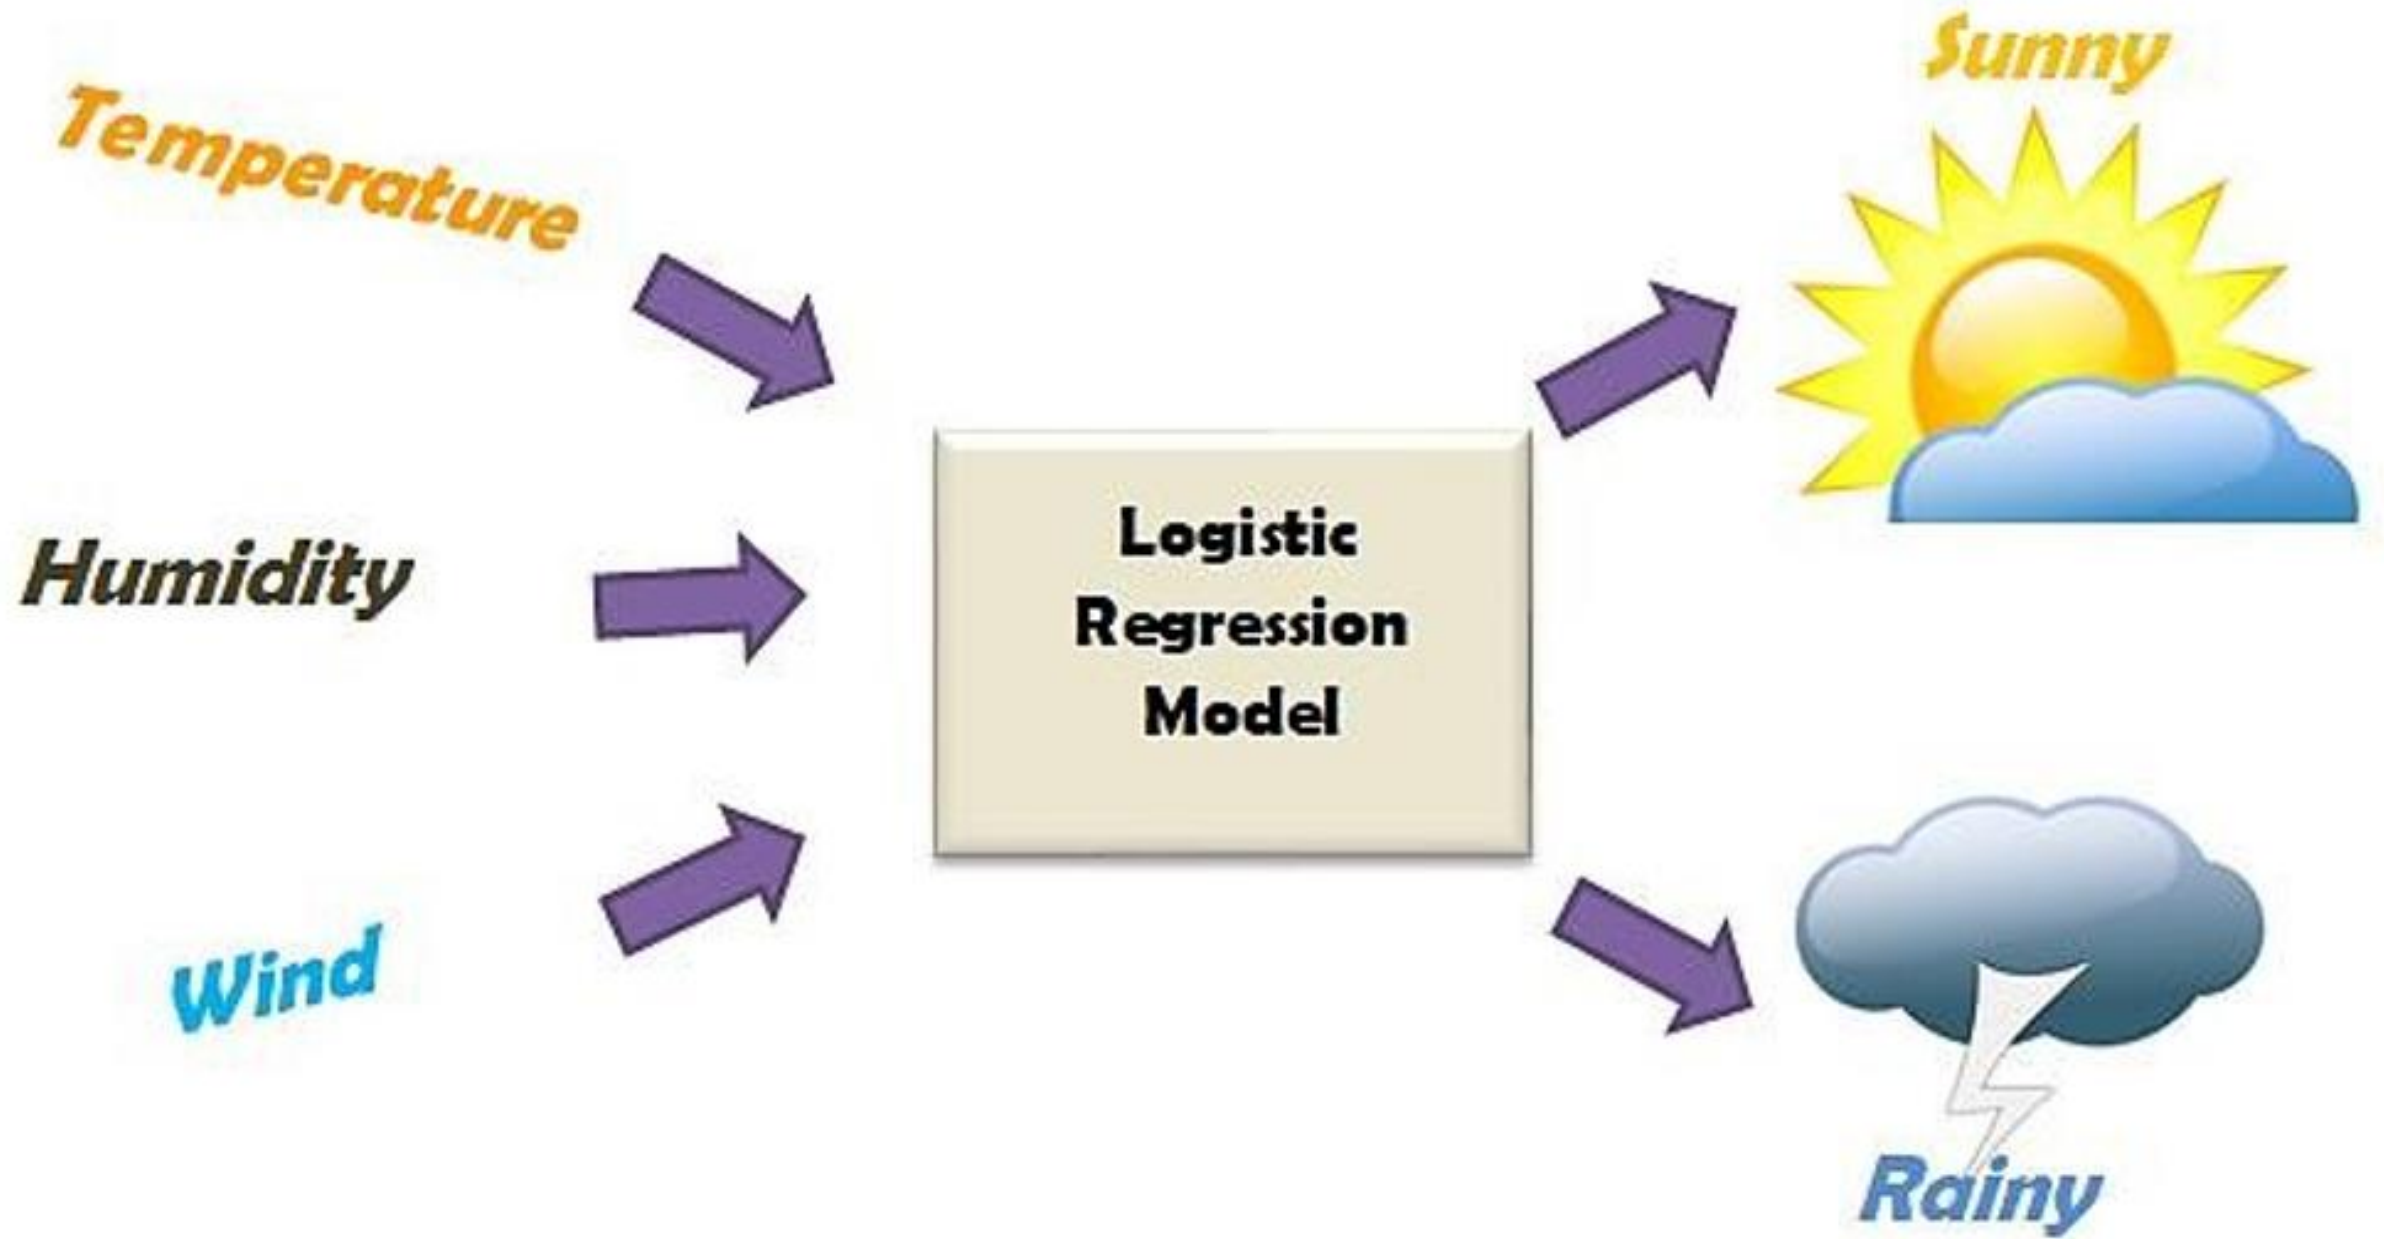 Temperature
Humidity
Wind
Logistic
Regression
Model
Sunny
Rainy